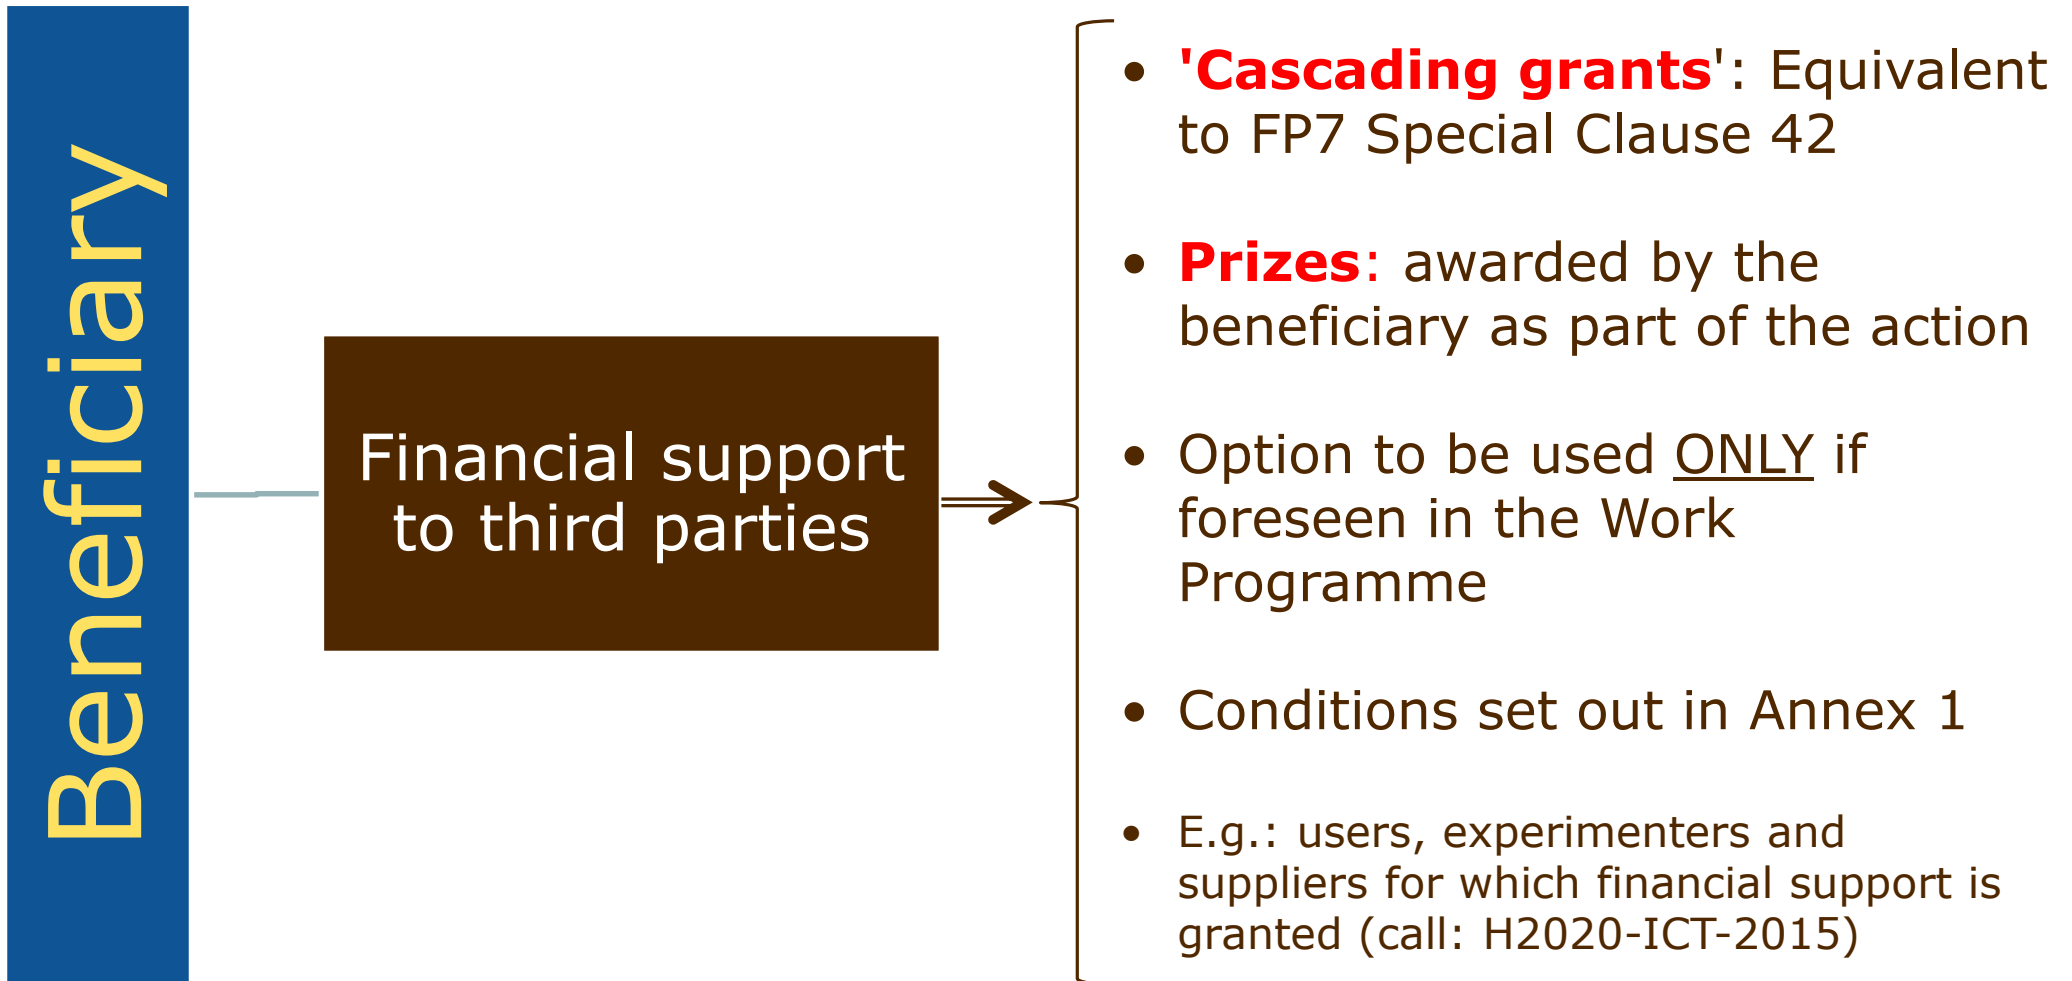 Beneficiary
Financial support
to third parties
• 'Cascading grants': Equivalent
to FP7 Special Clause 42
• Prizes: awarded by the
beneficiary as part of the action
• Option to be used ONLY if
foreseen in the Work
Programme
• Conditions set out in Annex 1
• E.g.: users, experimenters and
suppliers for which financial support is
granted (call: H2020-ICT-2015)